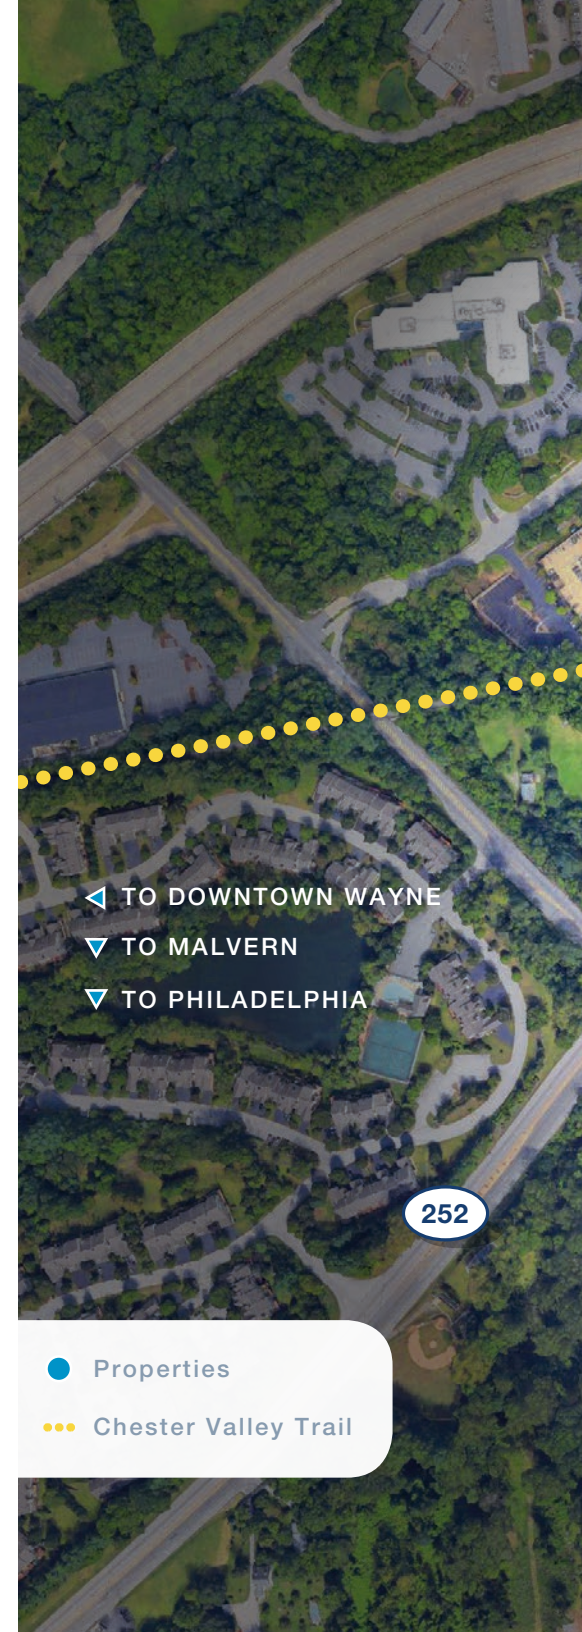 TO DOWNTOWN WAYNE
TO MALVERN
TO PHILADELPHIA
252
Properties
Chester Valley Trail